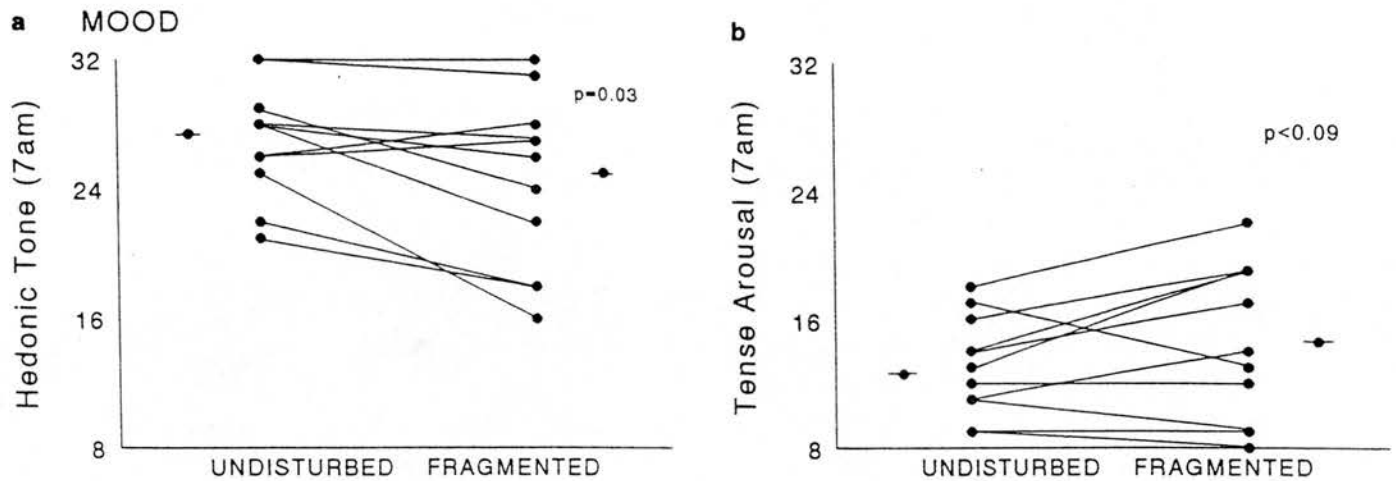 a MOOD
Hedonic Tone (7am)
32
24
16
8
p=0.03
UNDISTURBED FRAGMENTED
b
Tense Arousal (7am)
32
24
16
8
p<0.09
UNDISTURBED FRAGMENTED